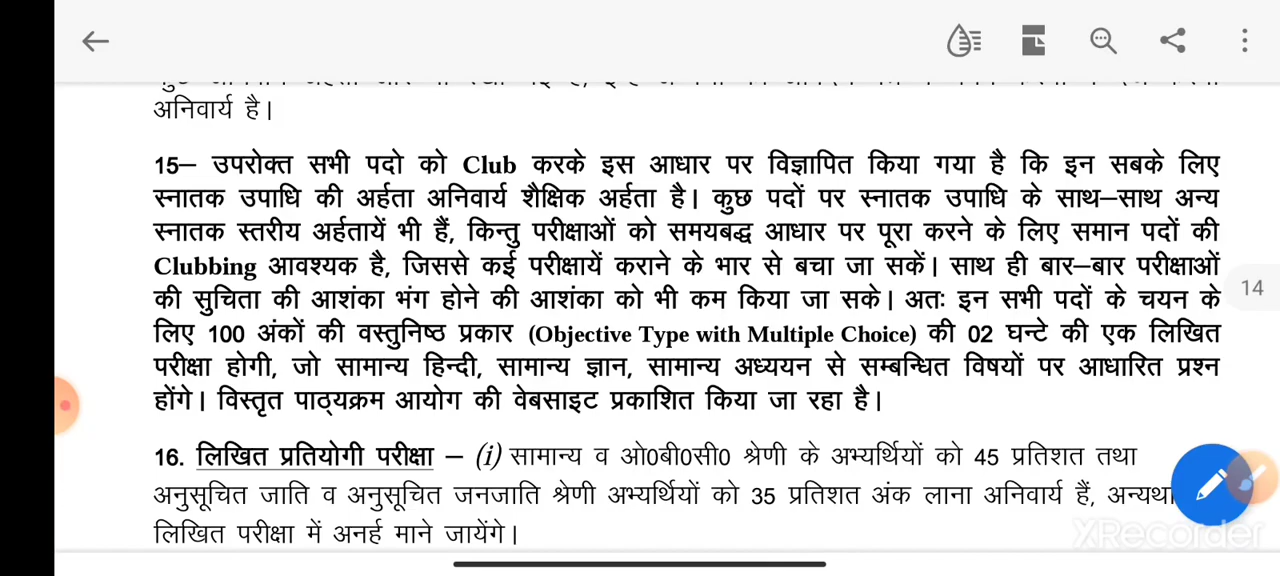 अनिवार्य है।
15– उपरोक्त सभी पदो को Club करके इस आधार पर विज्ञापित किया गया है कि इन सबके लिए
स्नातक उपाधि की अर्हता अनिवार्य शैक्षिक अर्हता है। कुछ पदों पर स्नातक उपाधि के साथ–साथ अन्य
स्नातक स्तरीय अर्हतायें भी हैं, किन्तु परीक्षाओं को समयबद्ध आधार पर पूरा करने के लिए समान पदों की
Clubbing आवश्यक है, जिससे कई परीक्षायें कराने के भार से बचा जा सकें। साथ ही बार–बार परीक्षाओं
की सुचिता की आशंका भंग होने की आशंका को भी कम किया जा सके। अतः इन सभी पदों के चयन के
14
लिए 100 अंकों की वस्तुनिष्ठ प्रकार (Objective Type with Multiple Choice) की 02 घन्टे की एक लिखित
परीक्षा होगी, जो सामान्य हिन्दी, सामान्य ज्ञान, सामान्य अध्ययन से सम्बन्धित विषयों पर आधारित प्रश्न
होंगे। विस्तृत पाठ्यक्रम आयोग की वेबसाइट प्रकाशित किया जा रहा है।
16. लिखित प्रतियोगी परीक्षा – (i) सामान्य व ओ0बी0सी0 श्रेणी के अभ्यर्थियों को 45 प्रतिशत तथा
अनुसूचित जाति व अनुसूचित जनजाति श्रेणी अभ्यर्थियों को 35 प्रतिशत अंक लाना अनिवार्य हैं, अन्यथा
लिखित परीक्षा में अनर्ह माने जायेंगे।
XRecorder